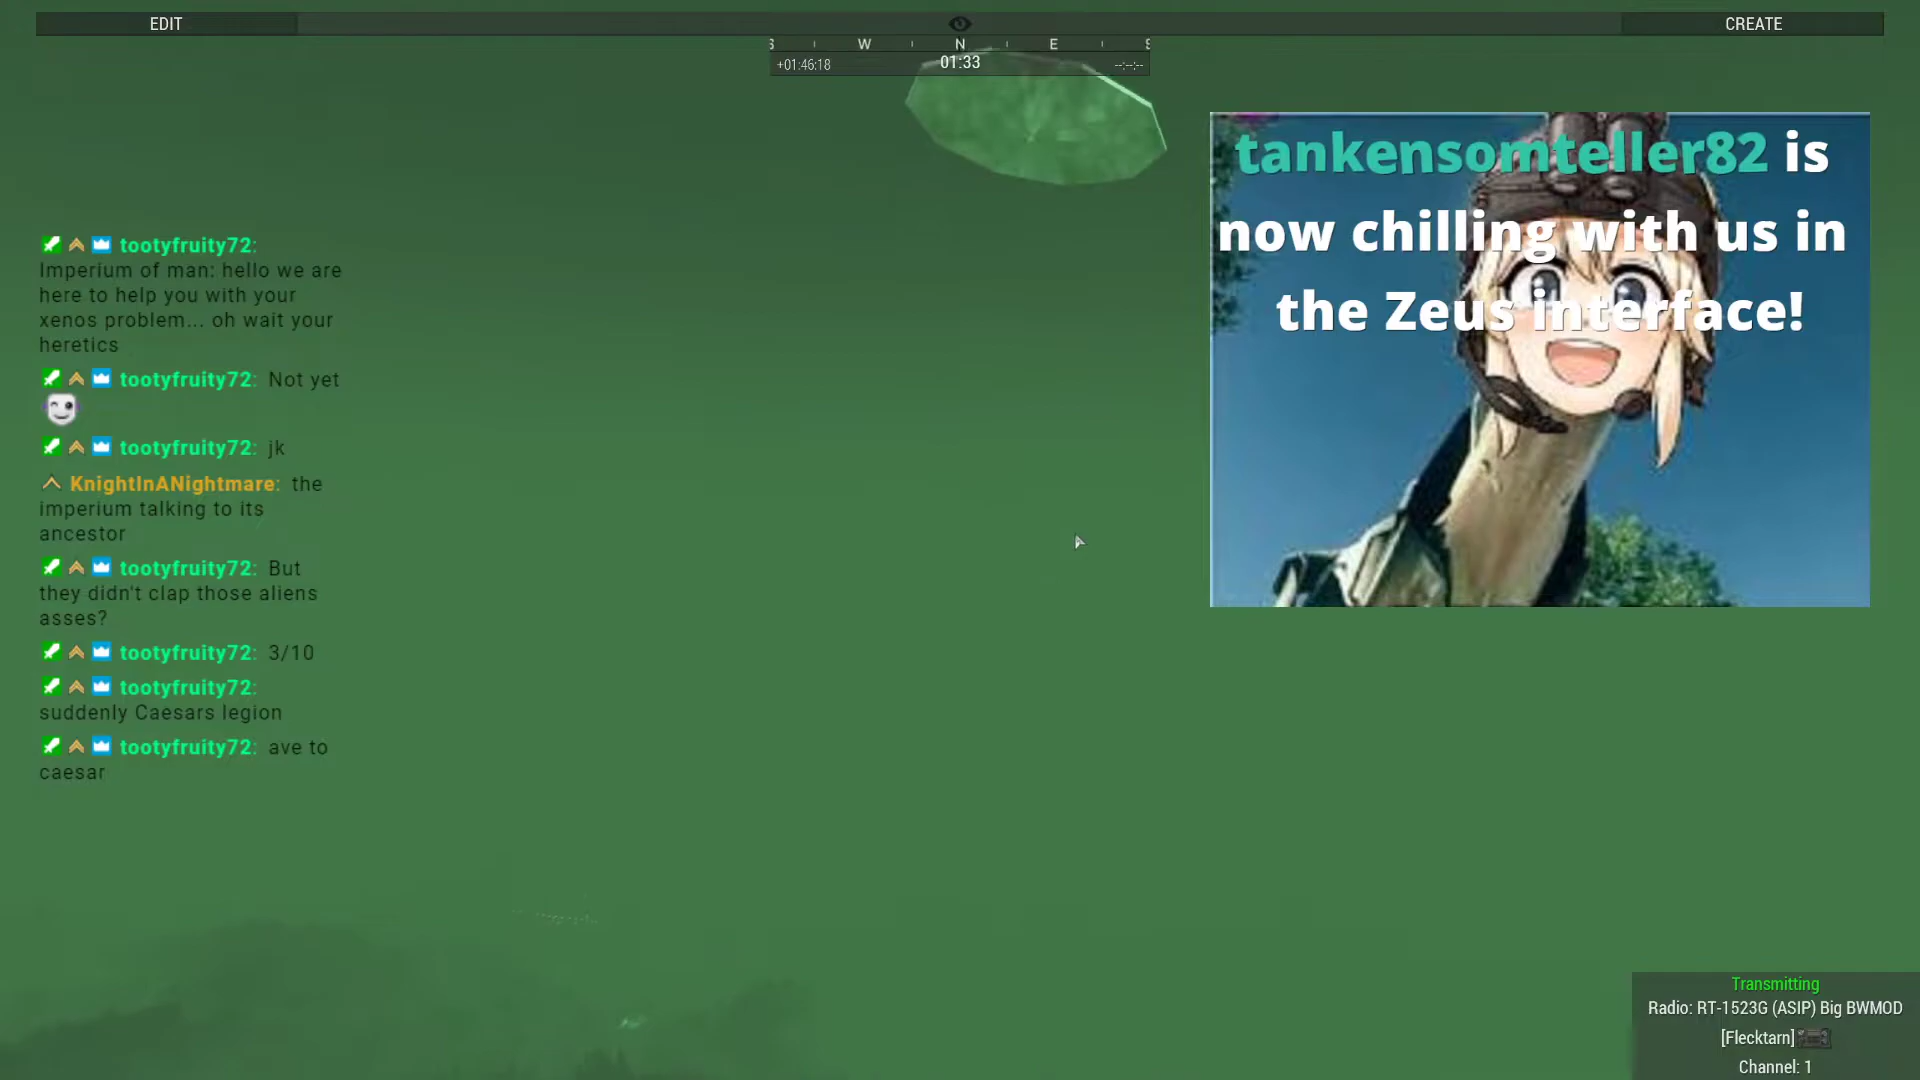 EDIT
CREATE
S W N E S
+01:46:18 01:33 --:--:--
tankensomteller82 is
now chilling with us in
the Zeus interface!
tootyfruity72:
Imperium of man: hello we are
here to help you with your
xenos problem... oh wait your
heretics
tootyfruity72: Not yet
tootyfruity72: jk
KnightInANightmare: the
imperium talking to its
ancestor
tootyfruity72: But
they didn't clap those aliens
asses?
tootyfruity72: 3/10
tootyfruity72:
suddenly Caesars legion
tootyfruity72: ave to
caesar
Transmitting
Radio: RT-1523G (ASIP) Big BWMOD
[Flecktarn]
Channel: 1